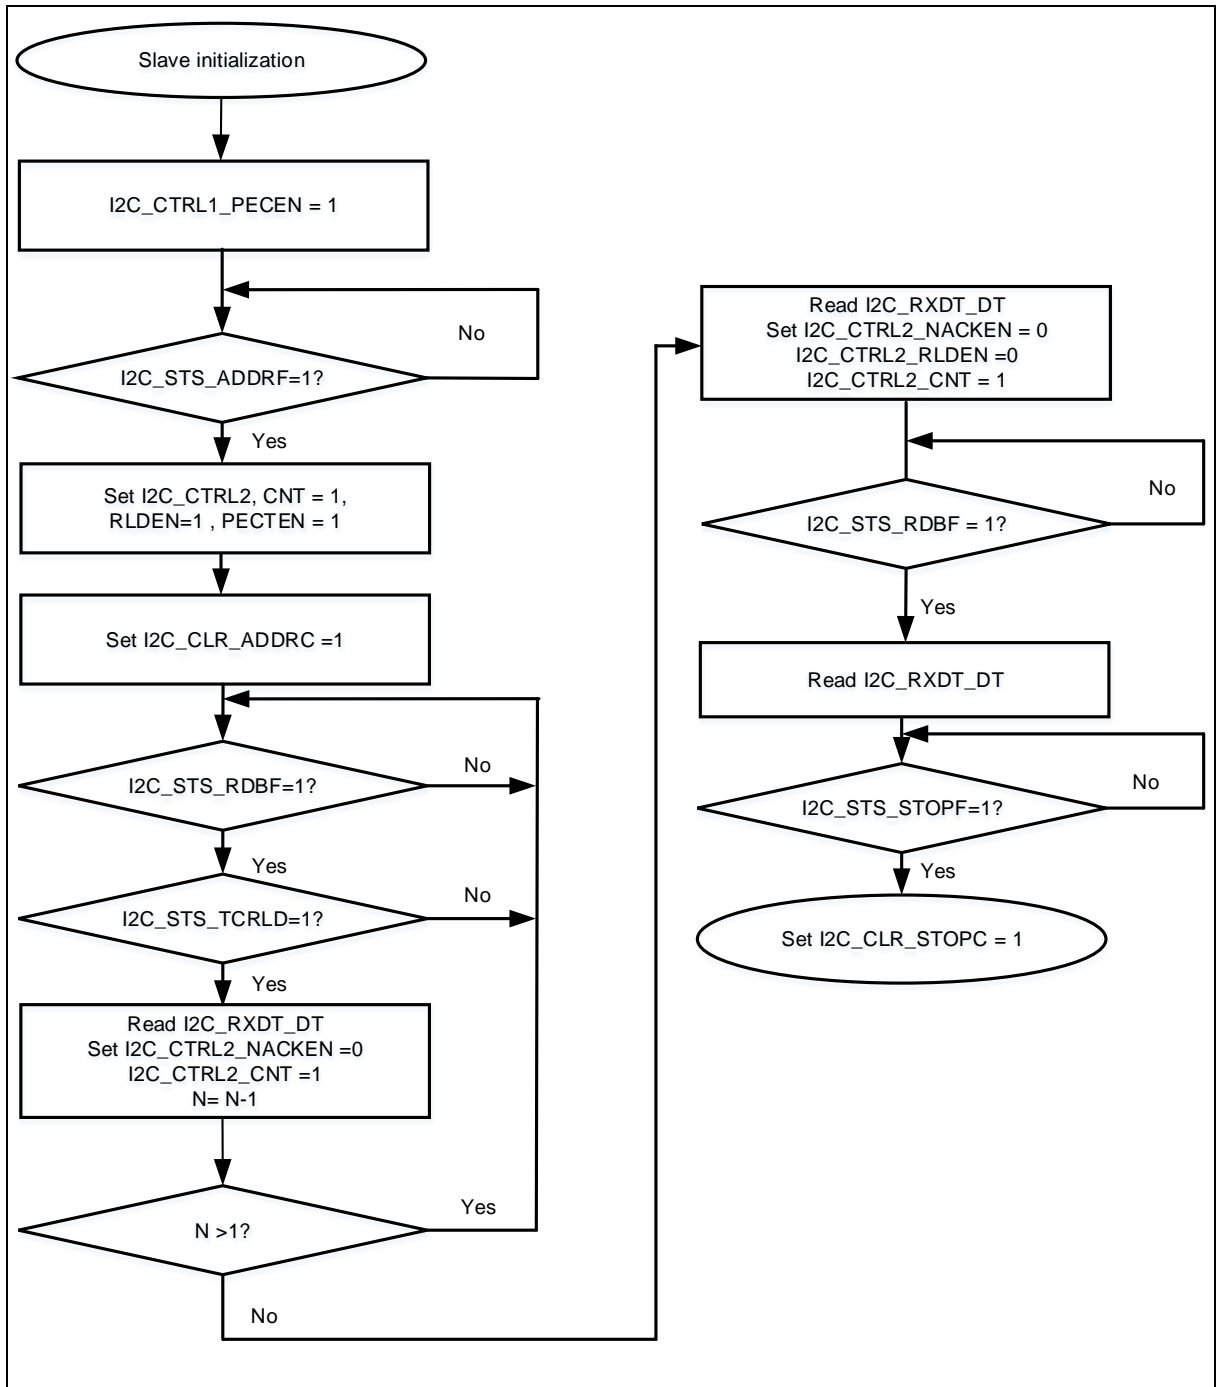 Slave initialization
I2C_CTRL1_PECEN = 1
No
I2C_STS_ADDRF=1?
Yes
Set I2C_CTRL2, CNT = 1,
RLDEN=1 , PECTEN = 1
Set I2C_CLR_ADDRC =1
No
I2C_STS_RDBF=1?
Yes
No
I2C_STS_TCRLD=1?
Yes
Read I2C_RXDT_DT
Set I2C_CTRL2_NACKEN =0
I2C_CTRL2_CNT =1
N= N-1
Yes
N >1?
No
Read I2C_RXDT_DT
Set I2C_CTRL2_NACKEN = 0
I2C_CTRL2_RLDEN =0
I2C_CTRL2_CNT = 1
No
I2C_STS_RDBF = 1?
Yes
Read I2C_RXDT_DT
No
I2C_STS_STOPF=1?
Yes
Set I2C_CLR_STOPC = 1